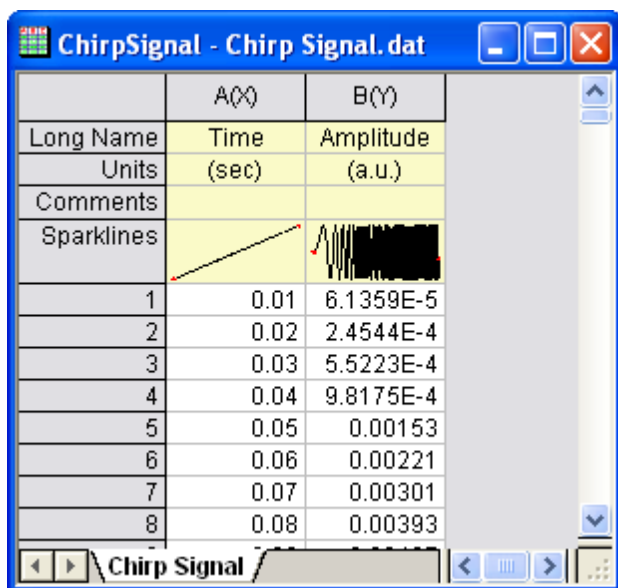 ChirpSignal - Chirp Signal.dat
A(X) B(Y)
Long Name Time Amplitude
Units (sec) (a.u.)
Comments
Sparklines
1 0.01 6.1359E-5
2 0.02 2.4544E-4
3 0.03 5.5223E-4
4 0.04 9.8175E-4
5 0.05 0.00153
6 0.06 0.00221
7 0.07 0.00301
8 0.08 0.00393
Chirp Signal